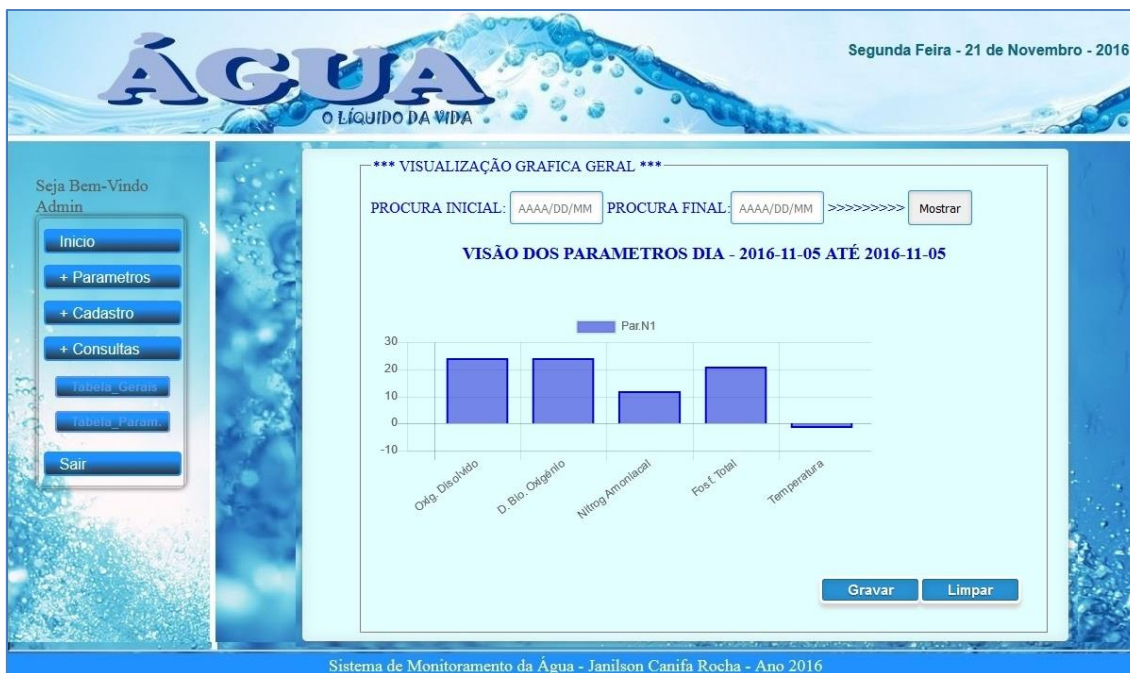 ÁGUA
O LÍQUIDO DA VIDA
Segunda Feira - 21 de Novembro - 2016
Seja Bem-Vindo
Admin
Inicio
+ Parametros
+ Cadastro
+ Consultas
Tabela_Gerais
Tabela_Param.
Sair
*** VISUALIZAÇÃO GRAFICA GERAL ***
PROCURA INICIAL: AAAA/DD/MM PROCURA FINAL: AAAA/DD/MM >>>>>>>>> Mostrar
VISÃO DOS PARAMETROS DIA - 2016-11-05 ATÉ 2016-11-05
Par.N1
30
20
10
0
-10
Oxig. Disolvido
D. Bio. Oxigénio
Nitrog Amoniacal
Fosf. Total
Temperatura
Gravar Limpar
Sistema de Monitoramento da Água - Janilson Canifa Rocha - Ano 2016